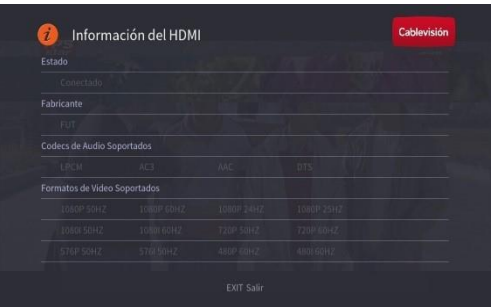 Información del HDMI
Cablevisión
Estado
Conectado
Fabricante
FUT
Codecs de Audio Soportados
LPCM AC3 AAC DTS
Formatos de Video Soportados
1080P 50HZ 1080P 60HZ 1080P 24HZ 1080P 25HZ
1080I 50HZ 1080I 60HZ 720P 50HZ 720P 60HZ
576P 50HZ 576I 50HZ 480P 60HZ 480I 60HZ
EXIT Salir